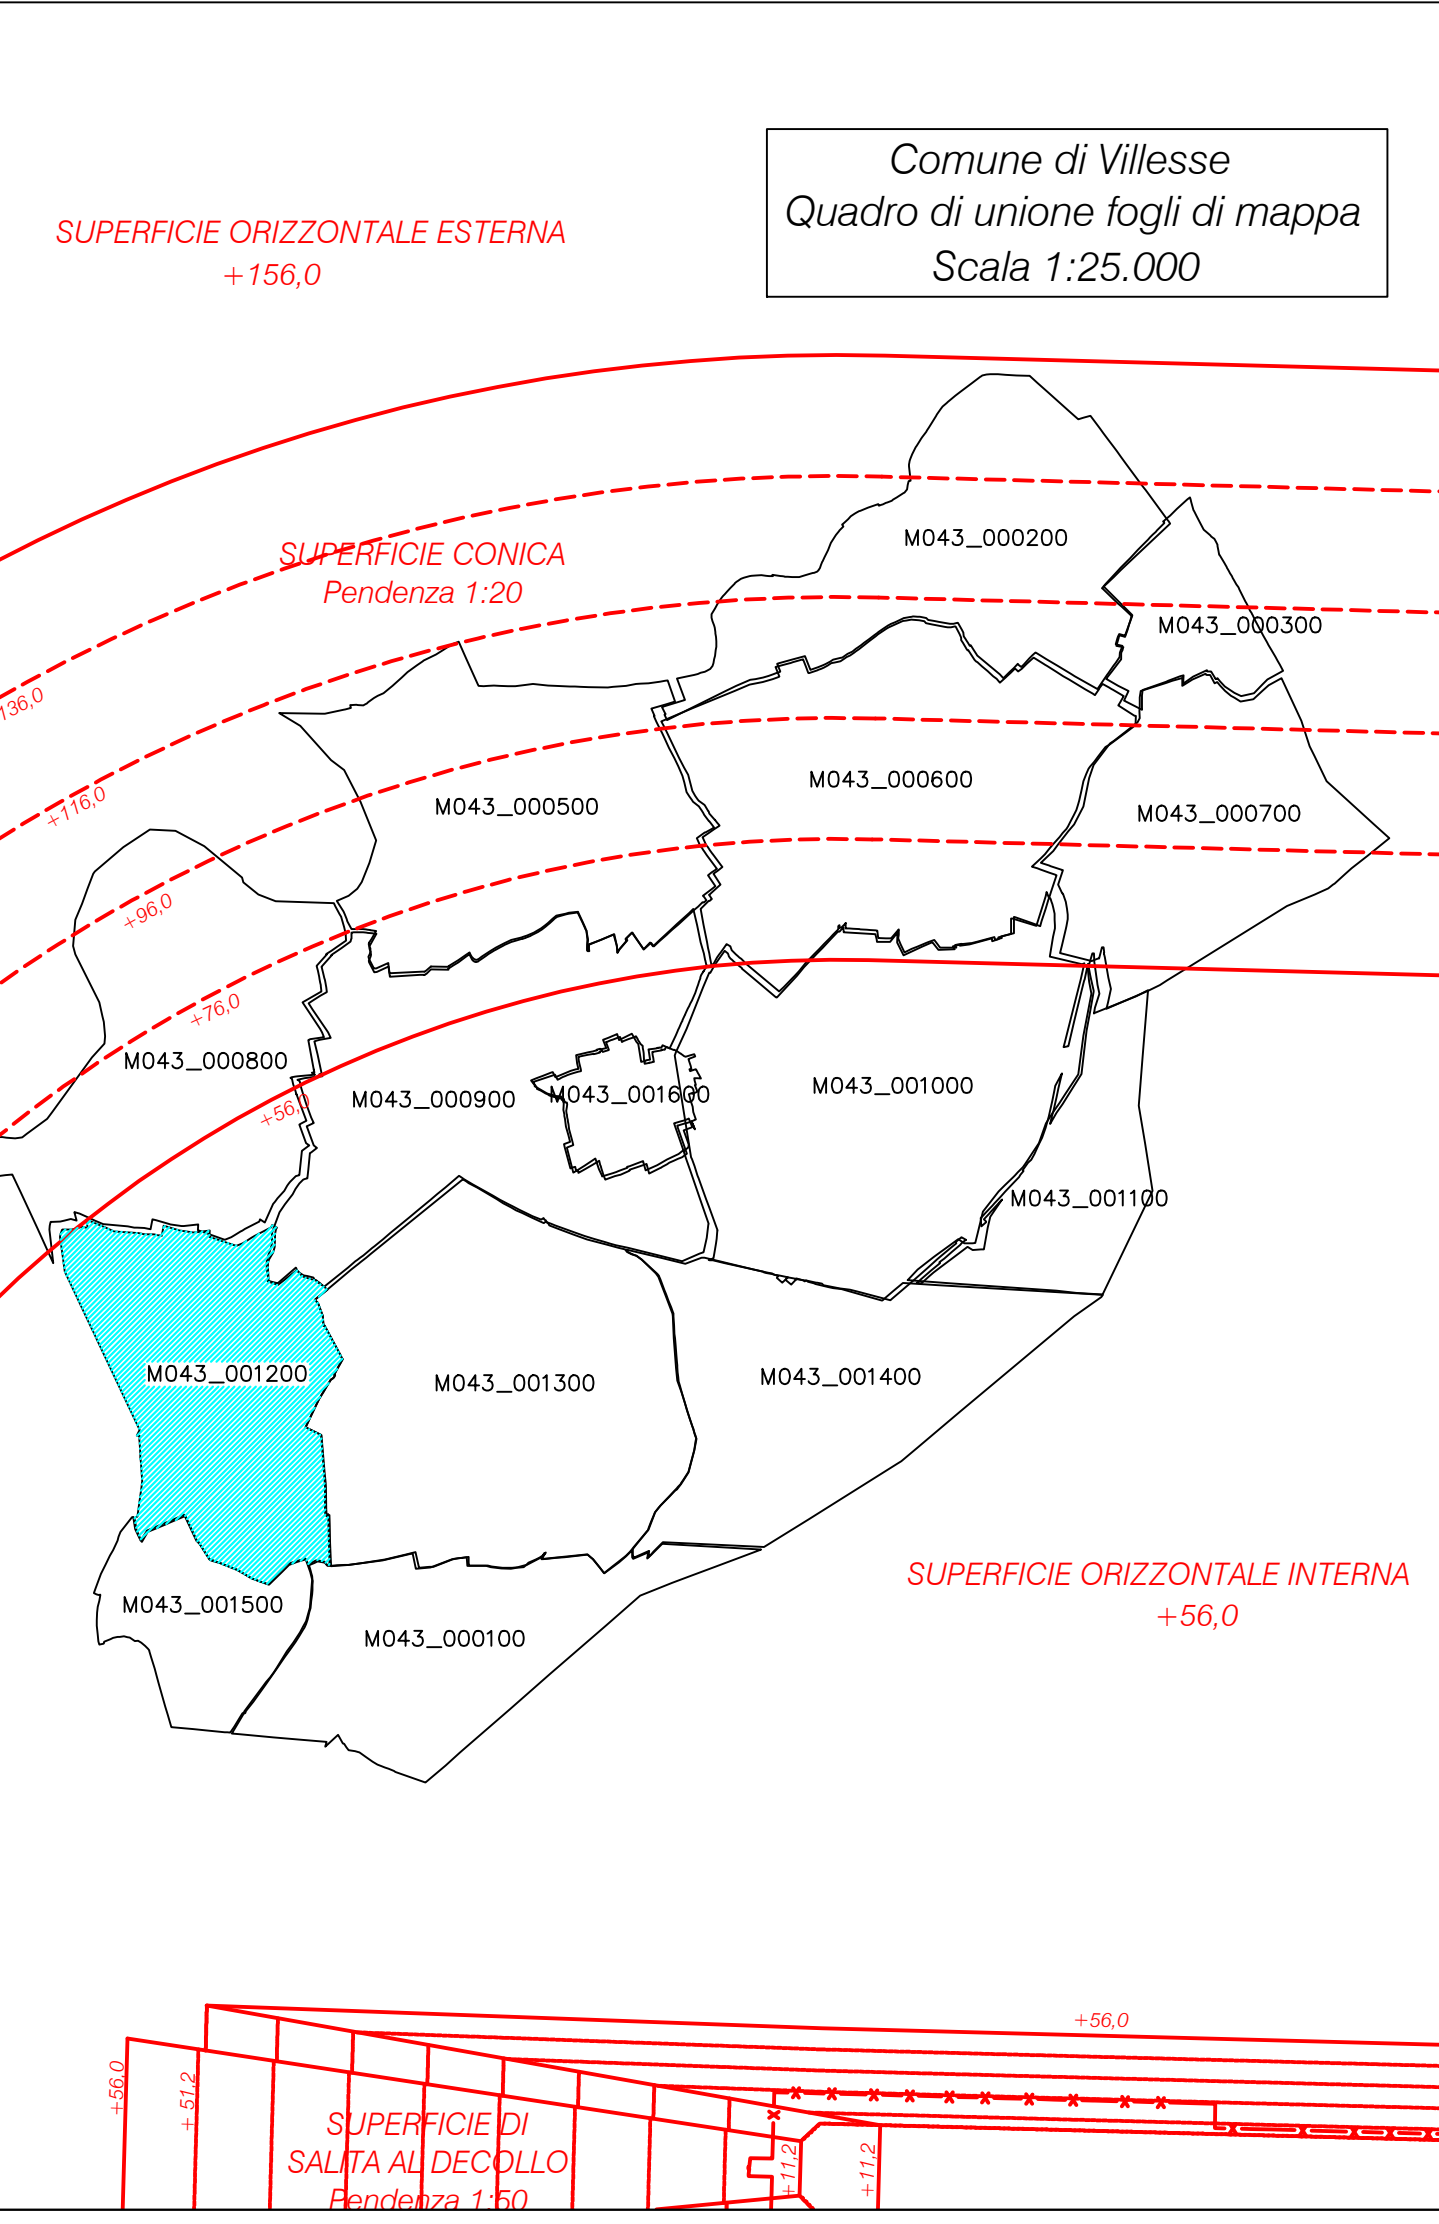 Comune di Villesse
Quadro di unione fogli di mappa
Scala 1:25.000
SUPERFICIE ORIZZONTALE ESTERNA
+156,0
SUPERFICIE CONICA
Pendenza 1:20
M043_000200
M043_000300
136,0
M043_000600
M043_000500
+116,0
M043_000700
+96,0
+76,0
M043_000800
M043_000900
M043_001600
M043_001000
+56,0
M043_001100
M043_001200
M043_001300
M043_001400
SUPERFICIE ORIZZONTALE INTERNA
+56,0
M043_001500
M043_000100
+56,0
+56,0
+51,2
SUPERFICIE DI
SALITA AL DECOLLO
Pendenza 1:50
+11,2
+11,2